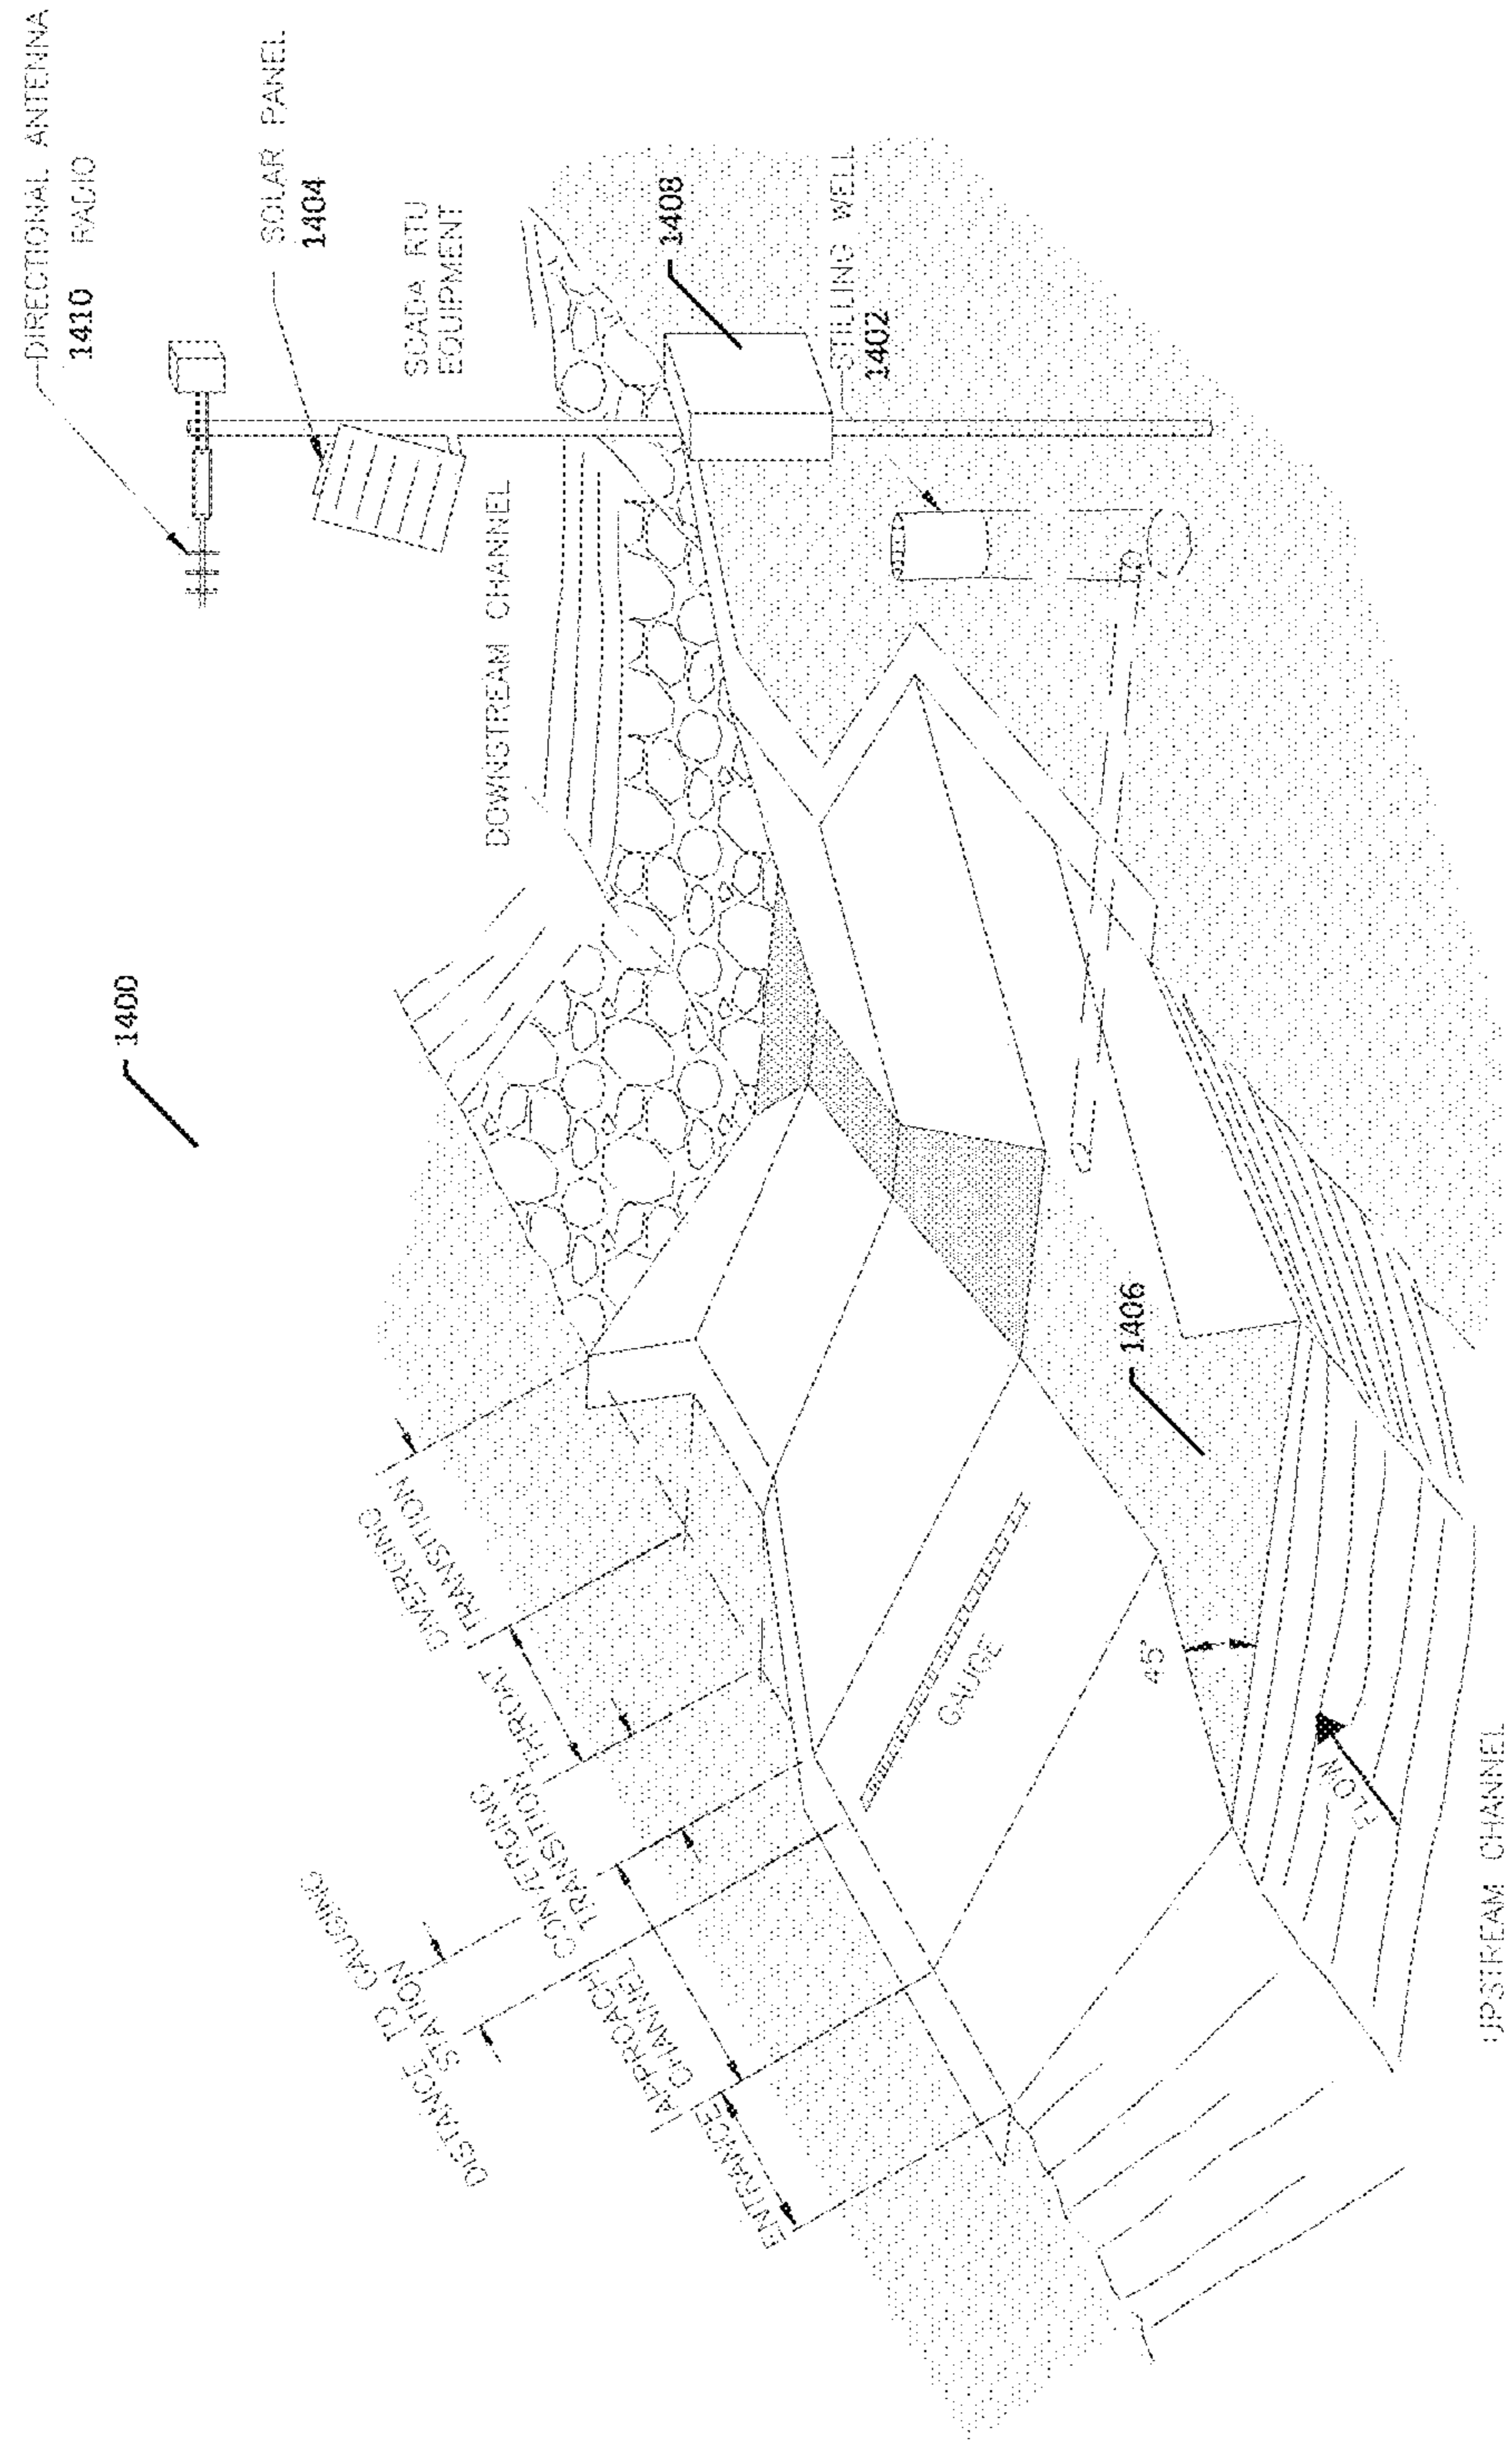 1400
DIRECTIONAL ANTENNA
1410 RADIO
SOLAR PANEL
1404
SCADA RTU
EQUIPMENT
DOWNSTREAM CHANNEL
1408
STILLING WELL
1402
DIVERGING
TRANSITION
THROAT
CONVERGING
TRANSITION
DISTANCE TO GAUGING
STATION
APPROACH
CHANNEL
ENTRANCE
GAUGE
1406
45°
FLOW
UPSTREAM CHANNEL